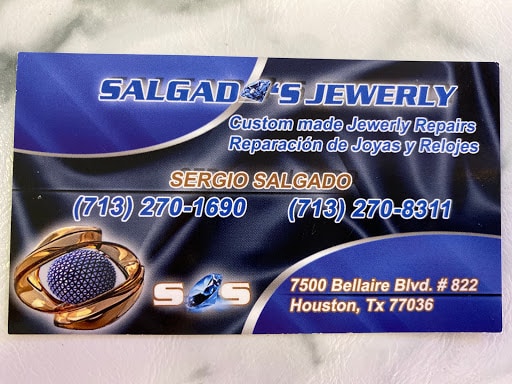 SALGADO'S JEWERLY
Custom made Jewerly Repairs
Reparación de Joyas y Relojes
SERGIO SALGADO
(713) 270-1690 (713) 270-8311
S S
7500 Bellaire Blvd. # 822
Houston, Tx 77036